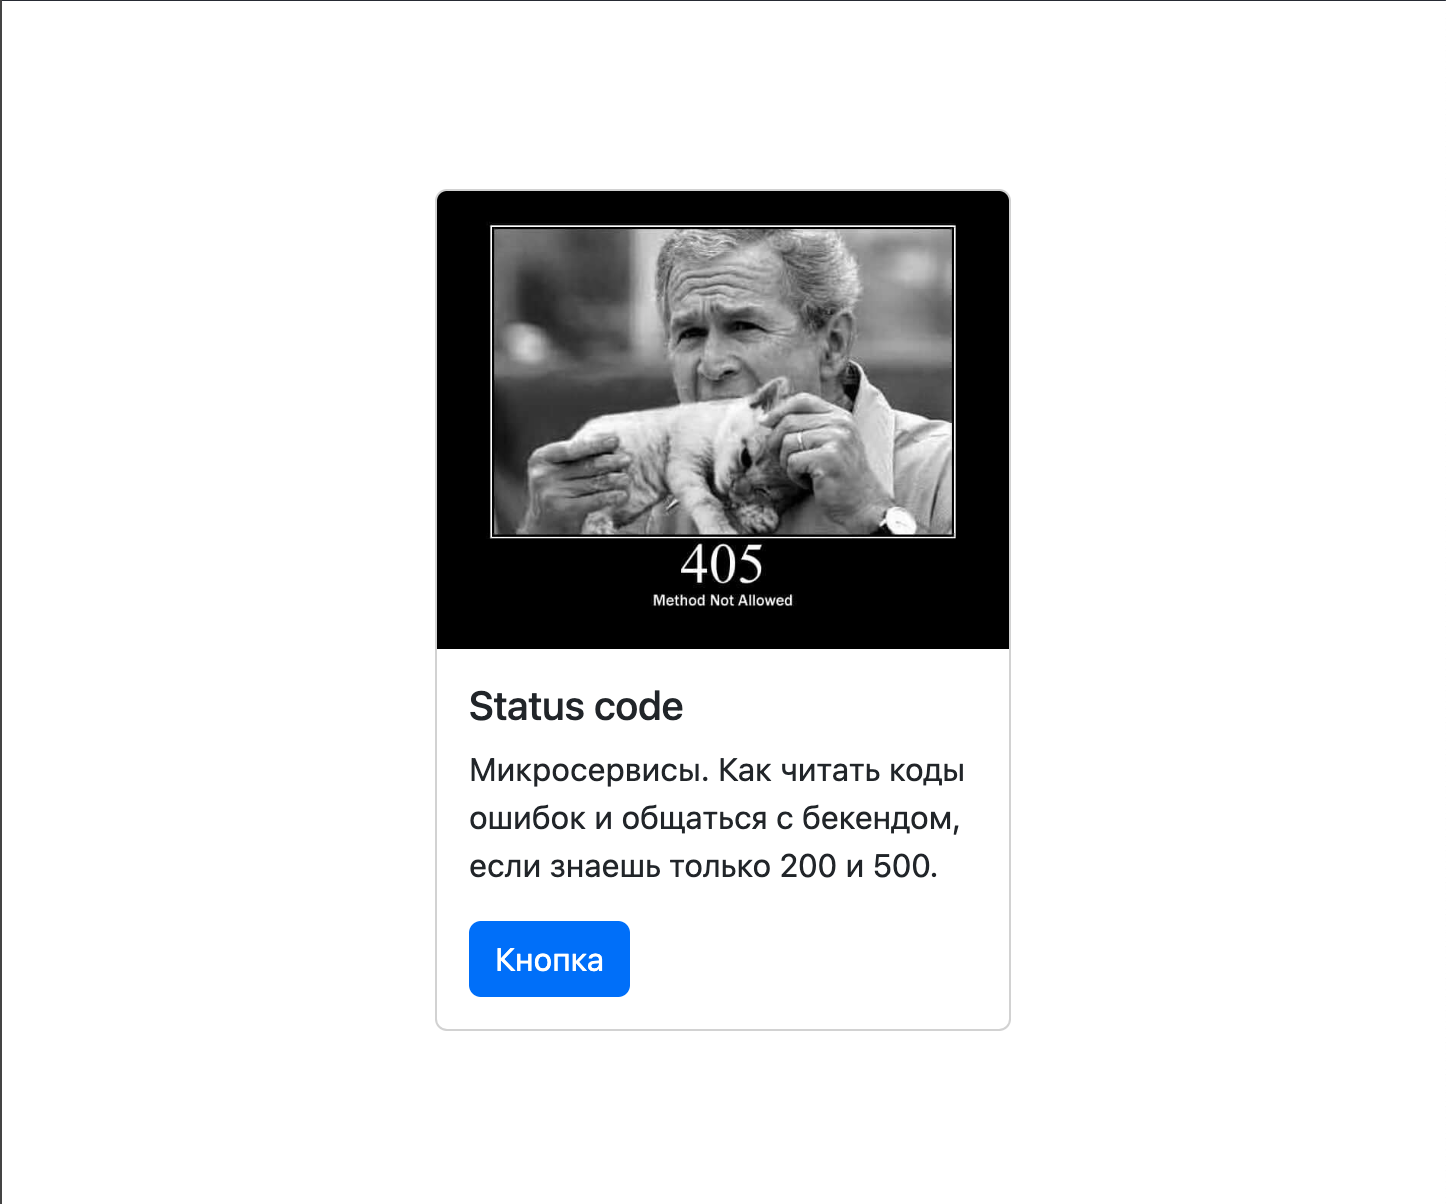 405
Method Not Allowed
Status code
Микросервисы. Как читать коды
ошибок и общаться с бекендом,
если знаешь только 200 и 500.
Кнопка